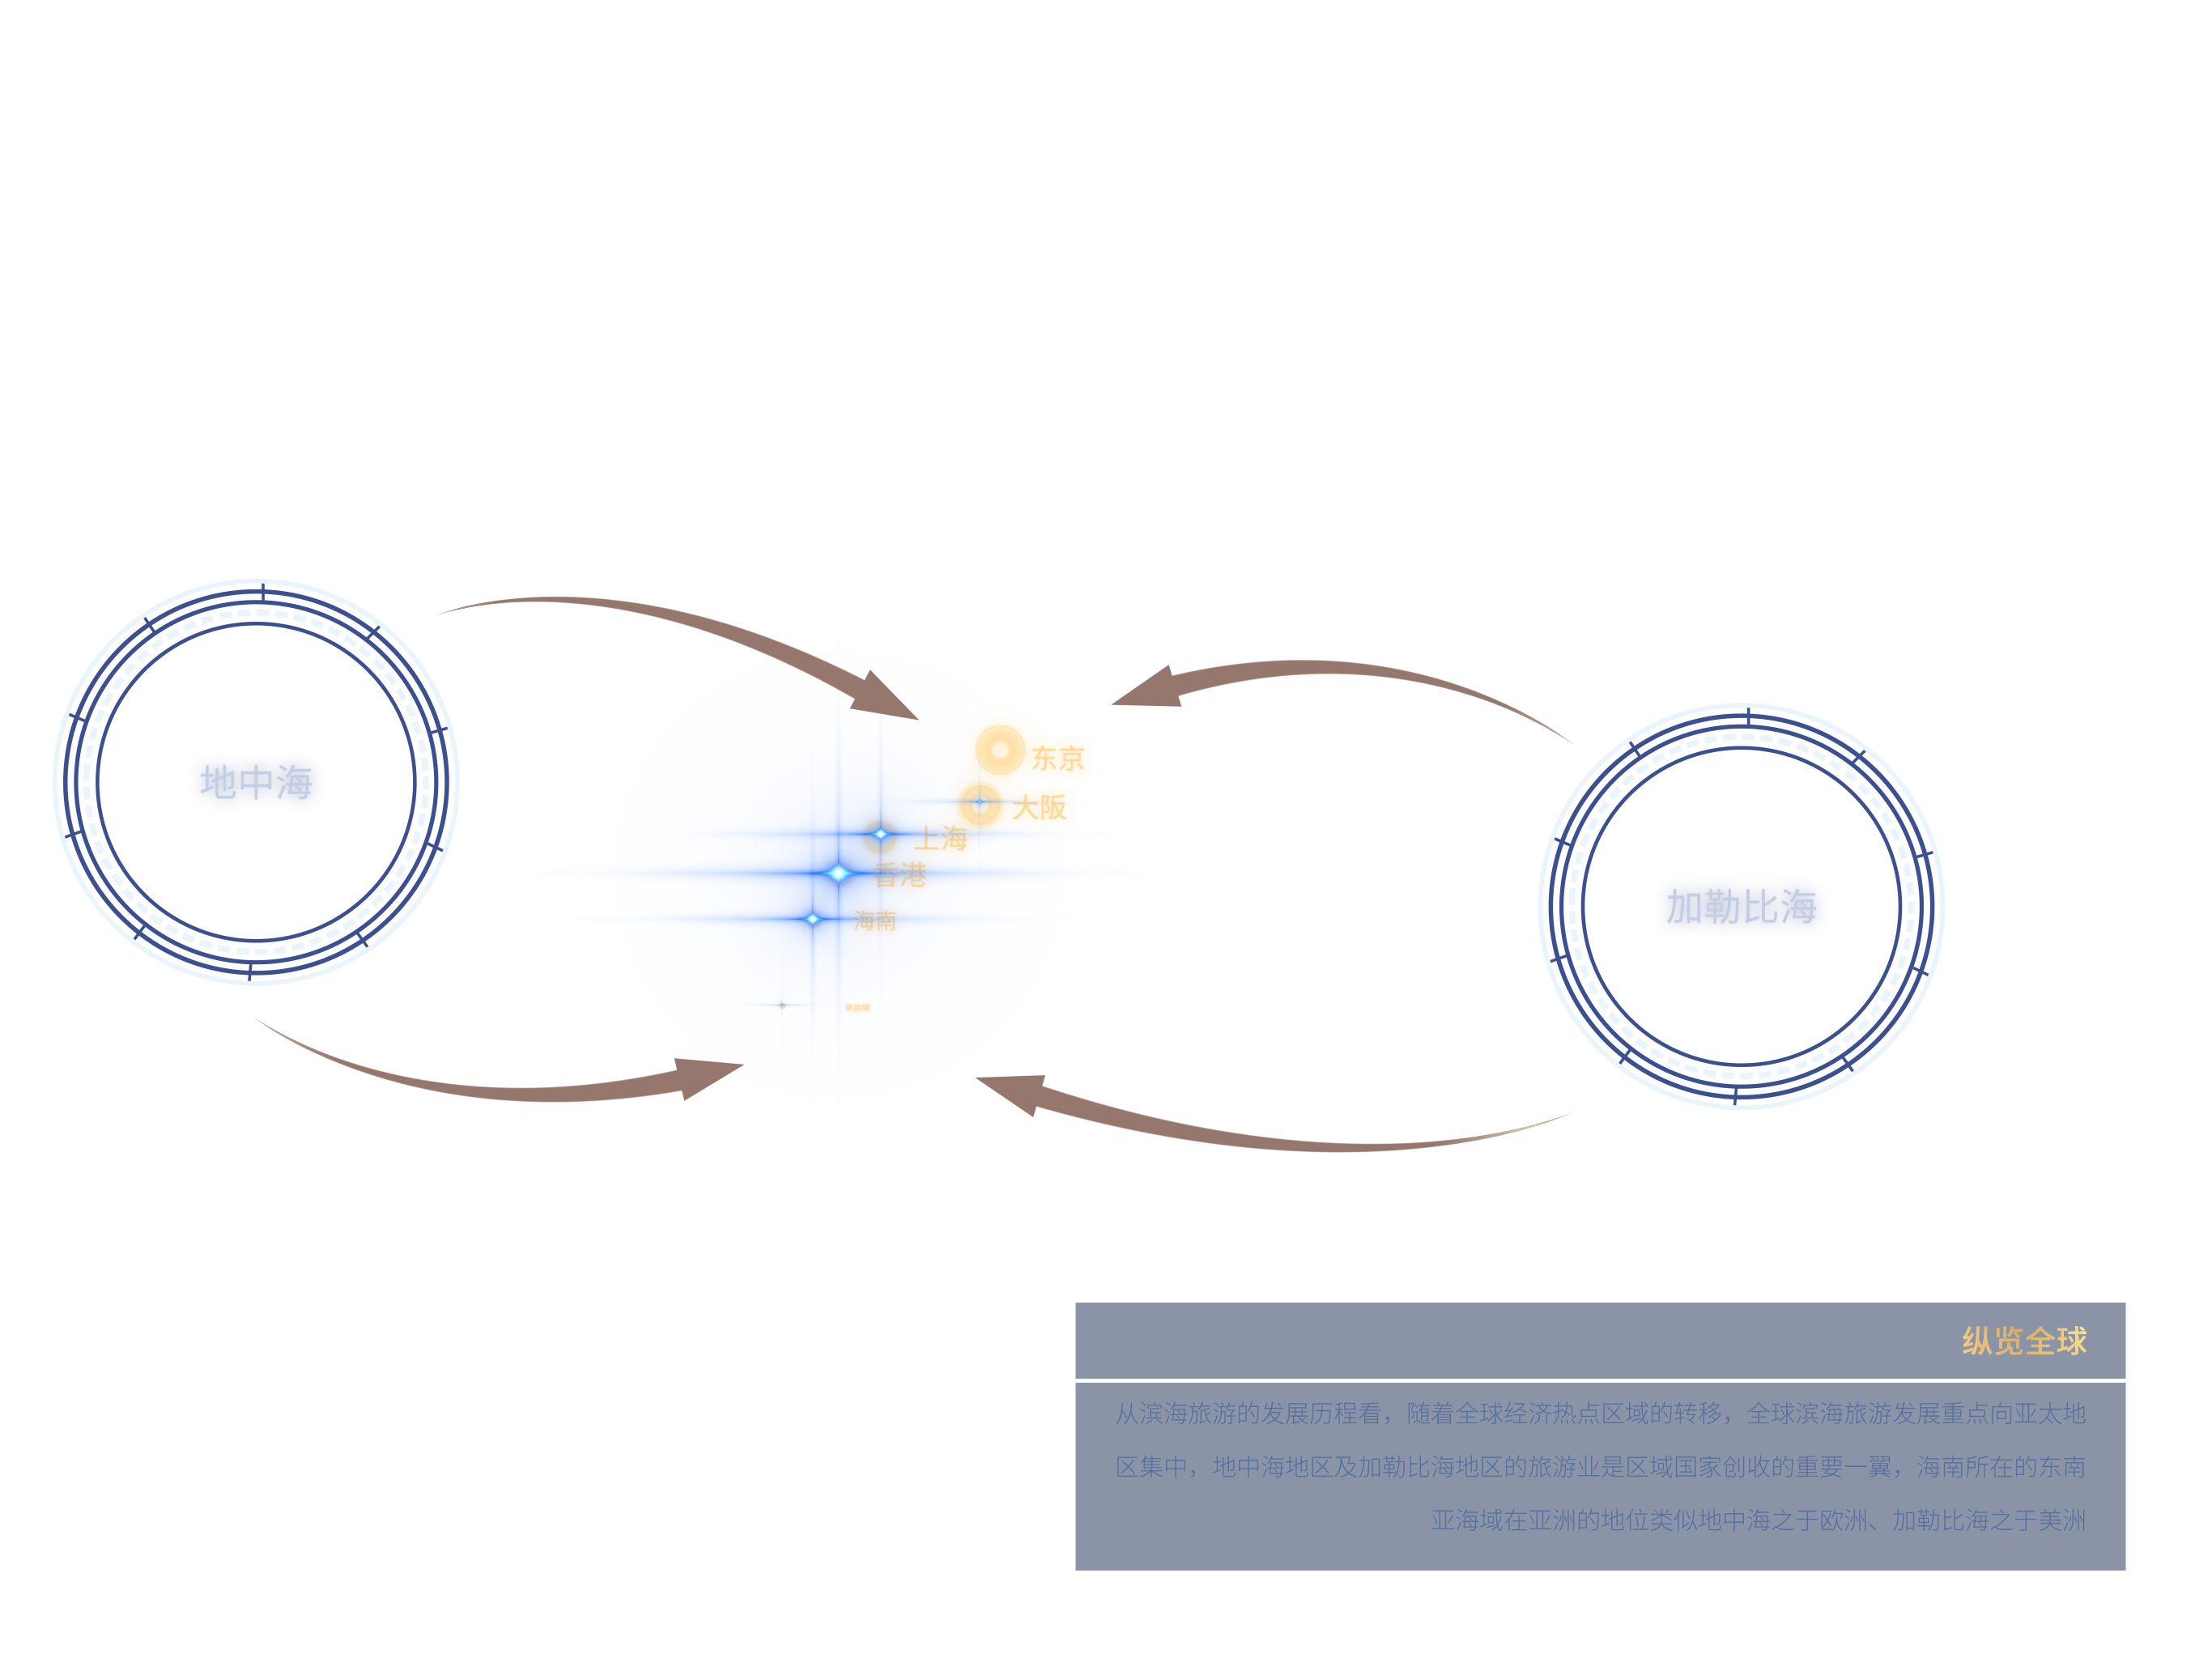 东京
地中海
大阪
上海
香港
加勒比海
海南
新加坡
纵览全球
从滨海旅游的发展历程看，随着全球经济热点区域的转移，全球滨海旅游发展重点向亚太地
区集中，地中海地区及加勒比海地区的旅游业是区域国家创收的重要一翼，海南所在的东南
亚海域在亚洲的地位类似地中海之于欧洲、加勒比海之于美洲